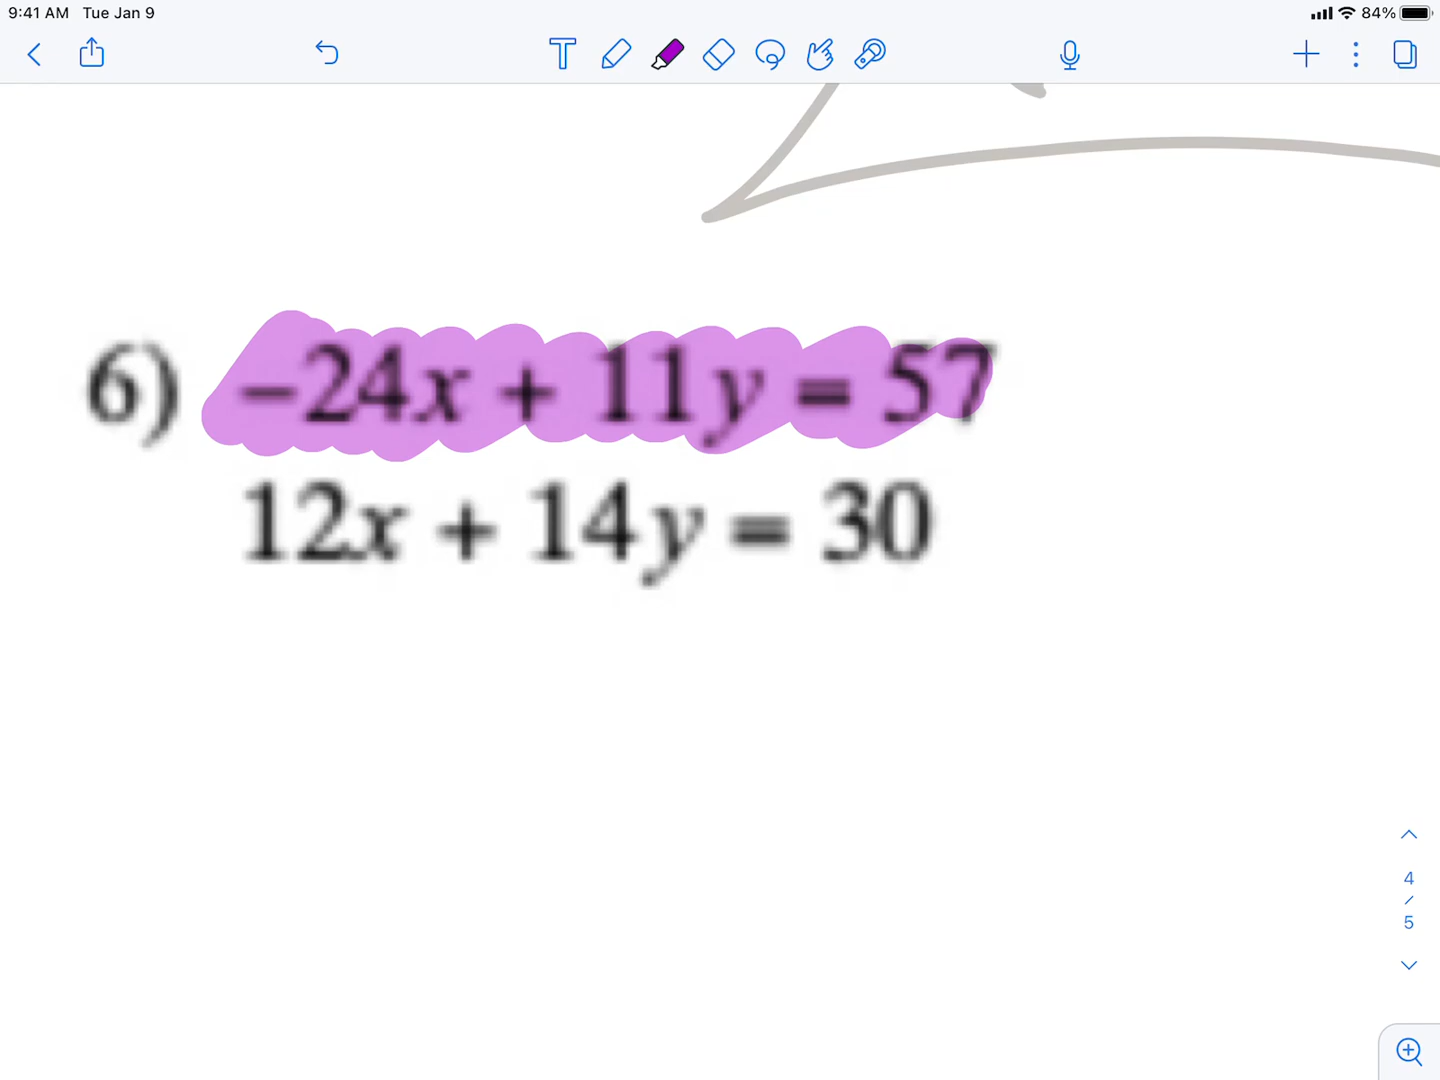 9:41 AM Tue Jan 9
84%
T
6) −24x + 11y = 57
12x + 14y = 30
4
/
5